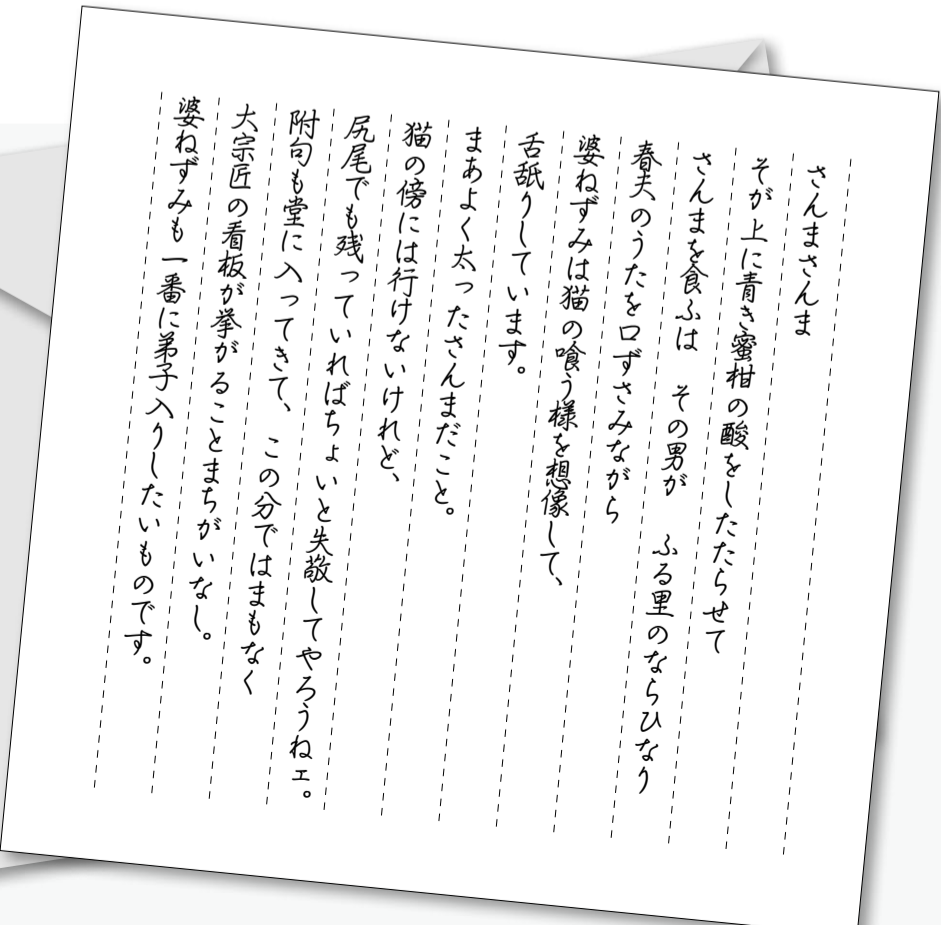 さんまさんま
そが上に青き蜜柑の酸をしたたらせて
さんまを食ふは　その男が　ふる里のならひなり
春夫のうたを口ずさみながら
婆ねずみは猫の喰う様を想像して、
舌舐りしています。
まあよく太ったさんまだこと。
猫の傍には行けないけれど、
尻尾でも残っていればちょいと失敬してやろうねェ。
附句も堂に入ってきて、この分ではまもなく
大宗匠の看板が挙がることまちがいなし。
婆ねずみも一番に弟子入りしたいものです。